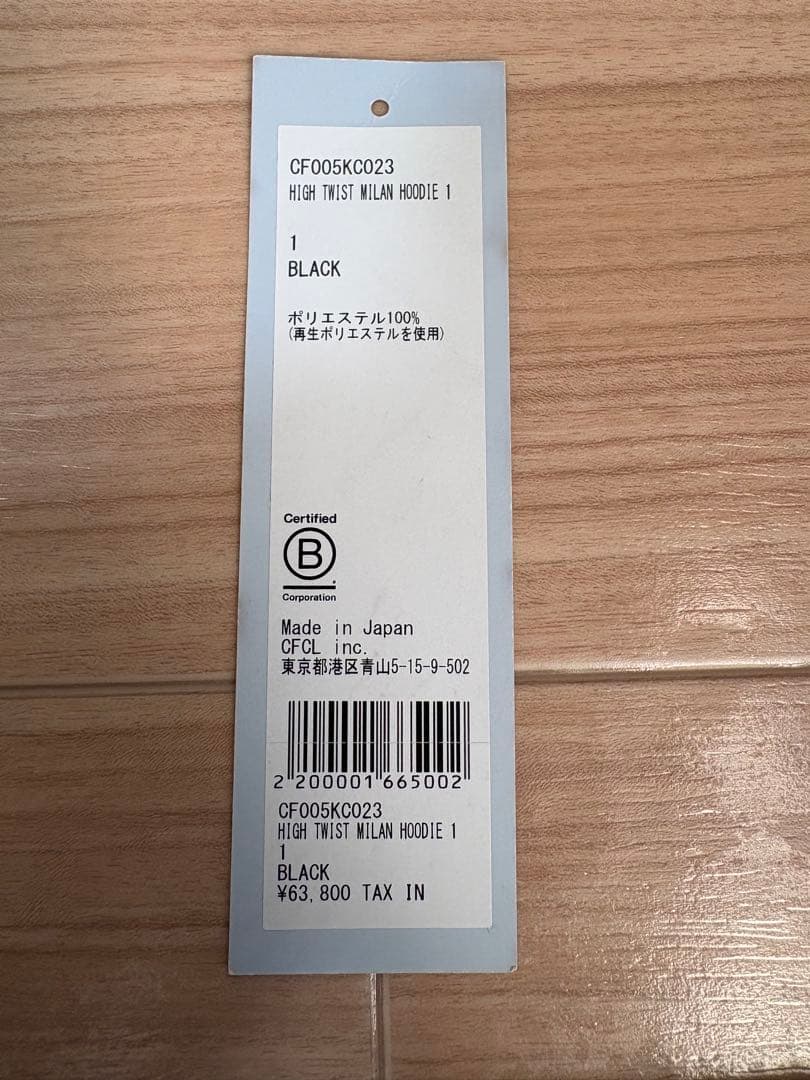 CF005KC023
HIGH TWIST MILAN HOODIE 1
1
BLACK
ポリエステル100%
(再生ポリエステルを使用)
Certified
B
Corporation
Made in Japan
CFCL inc.
東京都港区青山5-15-9-502
2 200001 665002
CF005KC023
HIGH TWIST MILAN HOODIE 1
1
BLACK
¥63,800 TAX IN